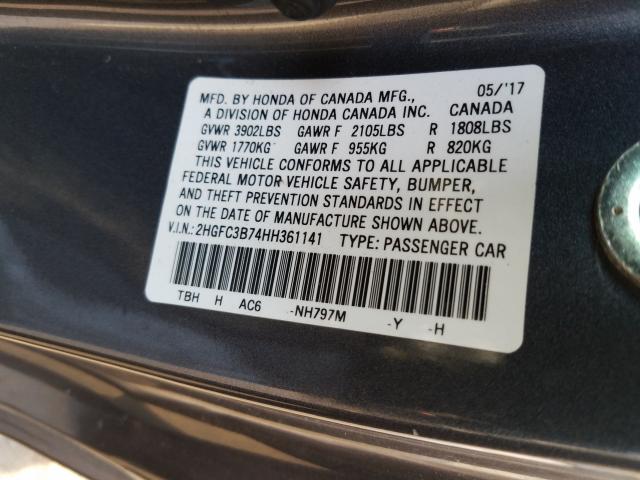 MFD. BY HONDA OF CANADA MFG., 05/'17
A DIVISION OF HONDA CANADA INC. CANADA
GVWR 3902LBS GAWR F 2105LBS R 1808LBS
GVWR 1770KG GAWR F 955KG R 820KG
THIS VEHICLE CONFORMS TO ALL APPLICABLE
FEDERAL MOTOR VEHICLE SAFETY, BUMPER,
AND THEFT PREVENTION STANDARDS IN EFFECT
ON THE DATE OF MANUFACTURE SHOWN ABOVE.
V.I.N.:2HGFC3B74HH361141 TYPE: PASSENGER CAR
TBH H AC6 -NH797M -Y -H